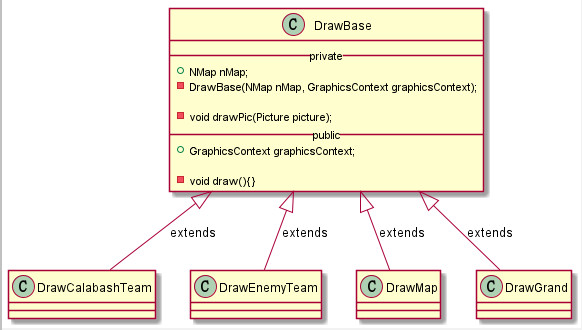 C DrawBase
private
NMap nMap;
DrawBase(NMap nMap, GraphicsContext graphicsContext);
void drawPic(Picture picture);
public
GraphicsContext graphicsContext;
void draw(){}
extends extends extends extends
C DrawCalabashTeam C DrawEnemyTeam C DrawMap C DrawGrand